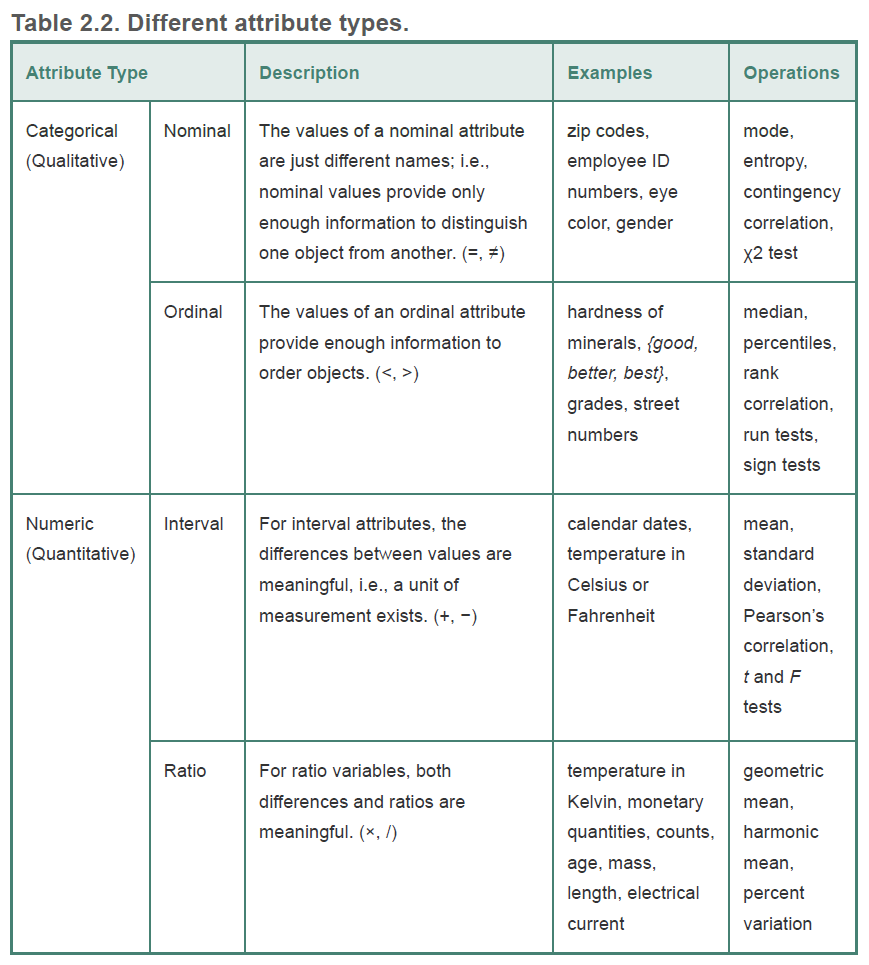 Table 2.2. Different attribute types.
Attribute Type
Description
Examples
Operations
Categorical
(Qualitative)
Nominal
The values of a nominal attribute
are just different names; i.e.,
nominal values provide only
enough information to distinguish
one object from another. (=, ≠)
zip codes,
employee ID
numbers, eye
color, gender
mode,
entropy,
contingency
correlation,
χ2 test
Ordinal
The values of an ordinal attribute
provide enough information to
order objects. (<, >)
hardness of
minerals, {good,
better, best},
grades, street
numbers
median,
percentiles,
rank
correlation,
run tests,
sign tests
Numeric
(Quantitative)
Interval
For interval attributes, the
differences between values are
meaningful, i.e., a unit of
measurement exists. (+, −)
calendar dates,
temperature in
Celsius or
Fahrenheit
mean,
standard
deviation,
Pearson’s
correlation,
t and F
tests
Ratio
For ratio variables, both
differences and ratios are
meaningful. (×, /)
temperature in
Kelvin, monetary
quantities, counts,
age, mass,
length, electrical
current
geometric
mean,
harmonic
mean,
percent
variation